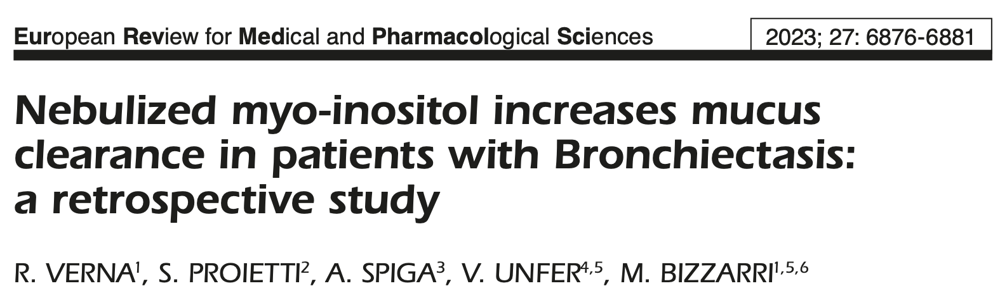 European Review for Medical and Pharmacological Sciences
2023; 27: 6876-6881
Nebulized myo-inositol increases mucus
clearance in patients with Bronchiectasis:
a retrospective study
R. VERNA1, S. PROIETTI2, A. SPIGA3, V. UNFER4,5, M. BIZZARRI1,5,6